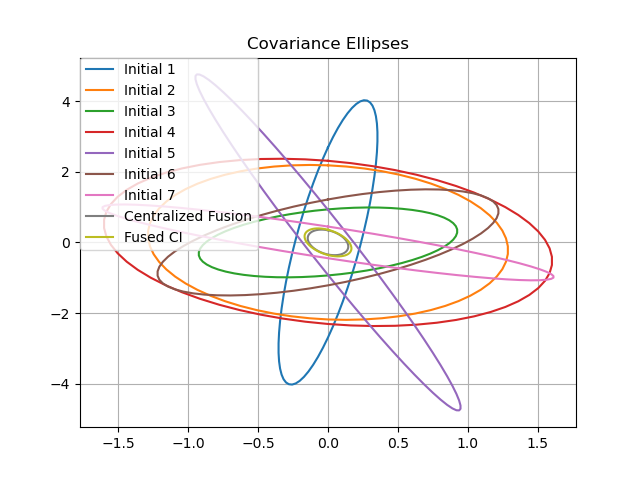 Covariance Ellipses
Initial 1
Initial 2
Initial 3
Initial 4
Initial 5
Initial 6
Initial 7
Centralized Fusion
Fused CI
4
2
0
−2
−4
−1.5
−1.0
−0.5
0.0
0.5
1.0
1.5